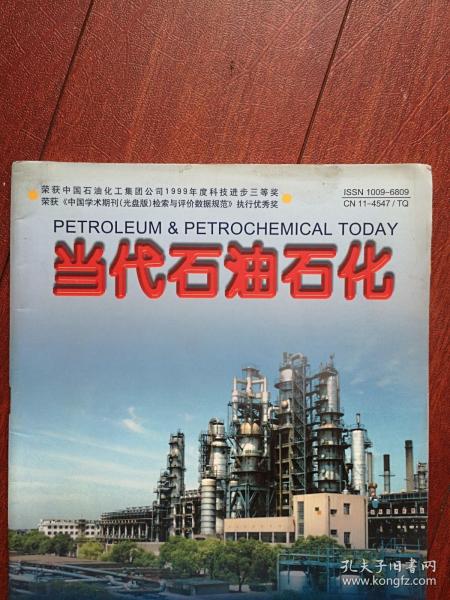 荣获中国石油化工集团公司1999年度科技进步三等奖
荣获《中国学术期刊(光盘版)检索与评价数据规范》执行优秀奖
ISSN 1009-6809
CN 11-4547 / TQ
PETROLEUM & PETROCHEMICAL TODAY
当代石油石化
孔夫子旧书网
www.kongfz.com